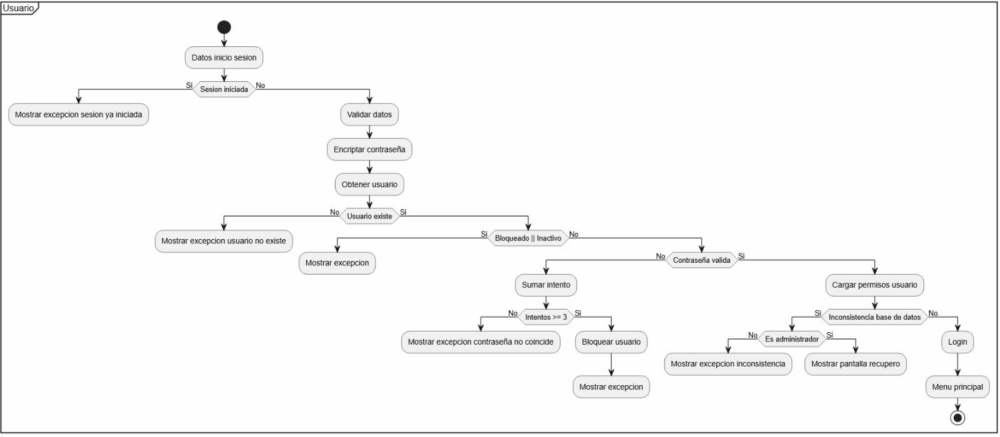 Usuario
Datos inicio sesion
Si
Sesion iniciada
No
Mostrar excepcion sesion ya iniciada
Validar datos
Encriptar contraseña
Obtener usuario
No
Usuario existe
Si
Mostrar excepcion usuario no existe
Si
Bloqueado || Inactivo
No
Mostrar excepcion
No
Contraseña valida
Si
Sumar intento
Cargar permisos usuario
No
Intentos >= 3
Si
Si
Inconsistencia base de datos
No
Mostrar excepcion contraseña no coincide
Bloquear usuario
No
Es administrador
Si
Login
Mostrar excepcion inconsistencia
Mostrar pantalla recupero
Mostrar excepcion
Menu principal